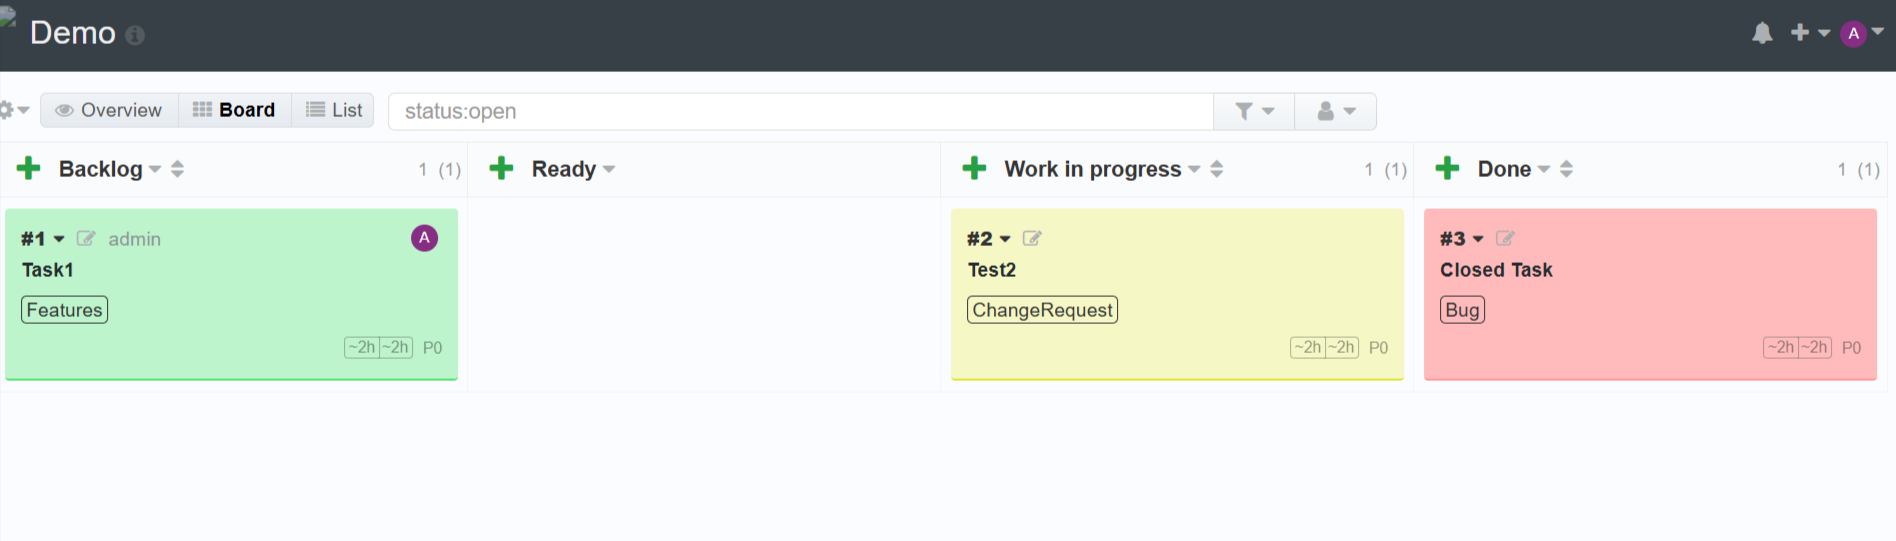 Demo
A
Overview Board List status:open
Backlog 1 (1) Ready Work in progress 1 (1) Done 1 (1)
#1 admin A
Task1
Features
~2h ~2h P0
#2
Test2
ChangeRequest
~2h ~2h P0
#3
Closed Task
Bug
~2h ~2h P0